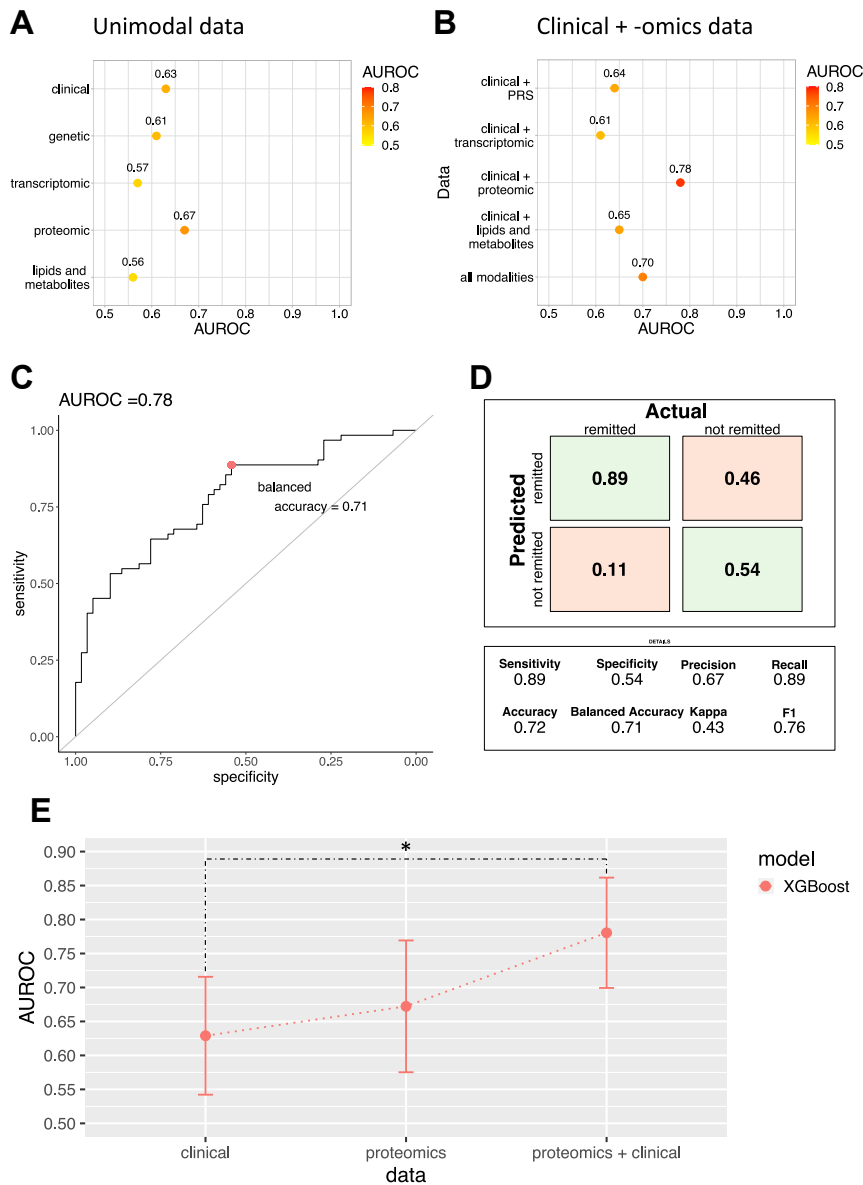 A
Unimodal data
clinical
genetic
transcriptomic
proteomic
lipids and
metabolites
0.63
0.61
0.57
0.67
0.56
0.5 0.6 0.7 0.8 0.9 1.0
AUROC
AUROC
0.8
0.7
0.6
0.5
B
Clinical + -omics data
Data
clinical +
PRS
clinical +
transcriptomic
clinical +
proteomic
clinical +
lipids and
metabolites
all modalities
0.64
0.61
0.78
0.65
0.70
0.5 0.6 0.7 0.8 0.9 1.0
AUROC
AUROC
0.8
0.7
0.6
0.5
C
AUROC =0.78
sensitivity
1.00
0.75
0.50
0.25
0.00
balanced
accuracy = 0.71
1.00 0.75 0.50 0.25 0.00
specificity
D
Actual
remitted not remitted
Predicted
remitted
not remitted
0.89 0.46
0.11 0.54
DETAILS
Sensitivity Specificity Precision Recall
0.89 0.54 0.67 0.89
Accuracy Balanced Accuracy Kappa F1
0.72 0.71 0.43 0.76
E
AUROC
0.90
0.85
0.80
0.75
0.70
0.65
0.60
0.55
0.50
*
clinical proteomics proteomics + clinical
data
model
XGBoost